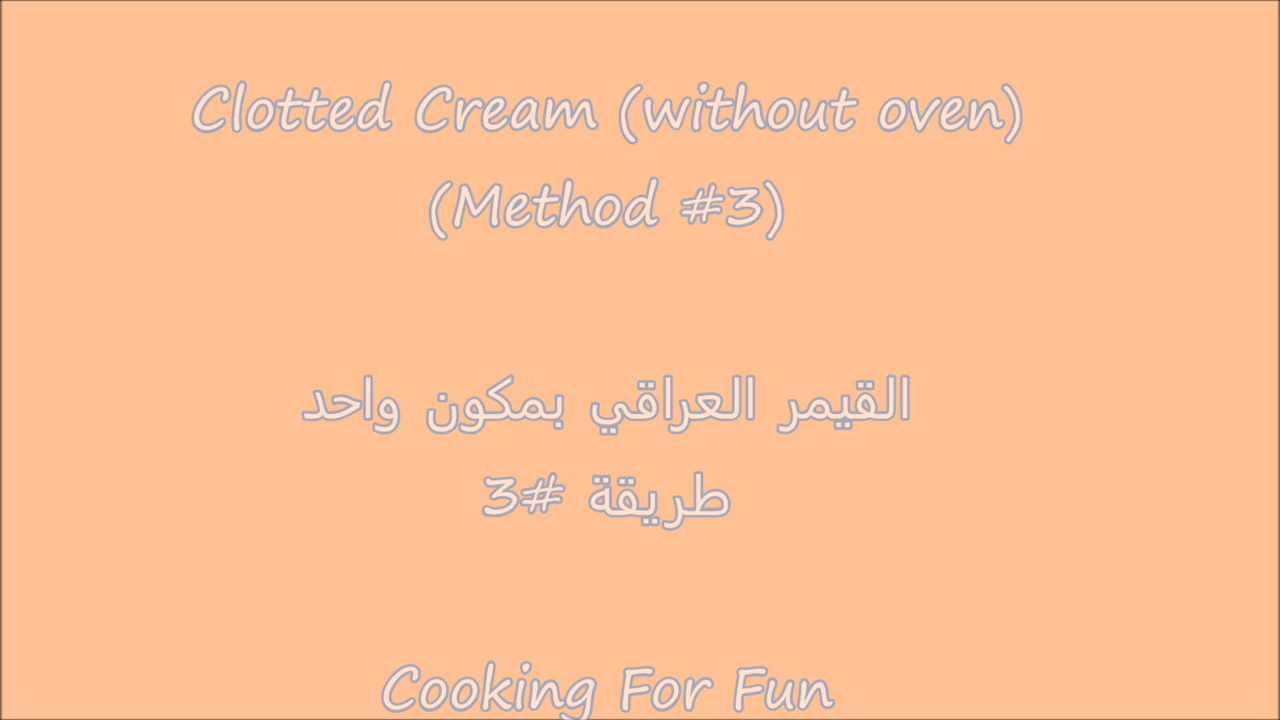 Clotted Cream (without oven)
(Method #3)
القيمر العراقي بمكون واحد
طريقة #3
Cooking For Fun